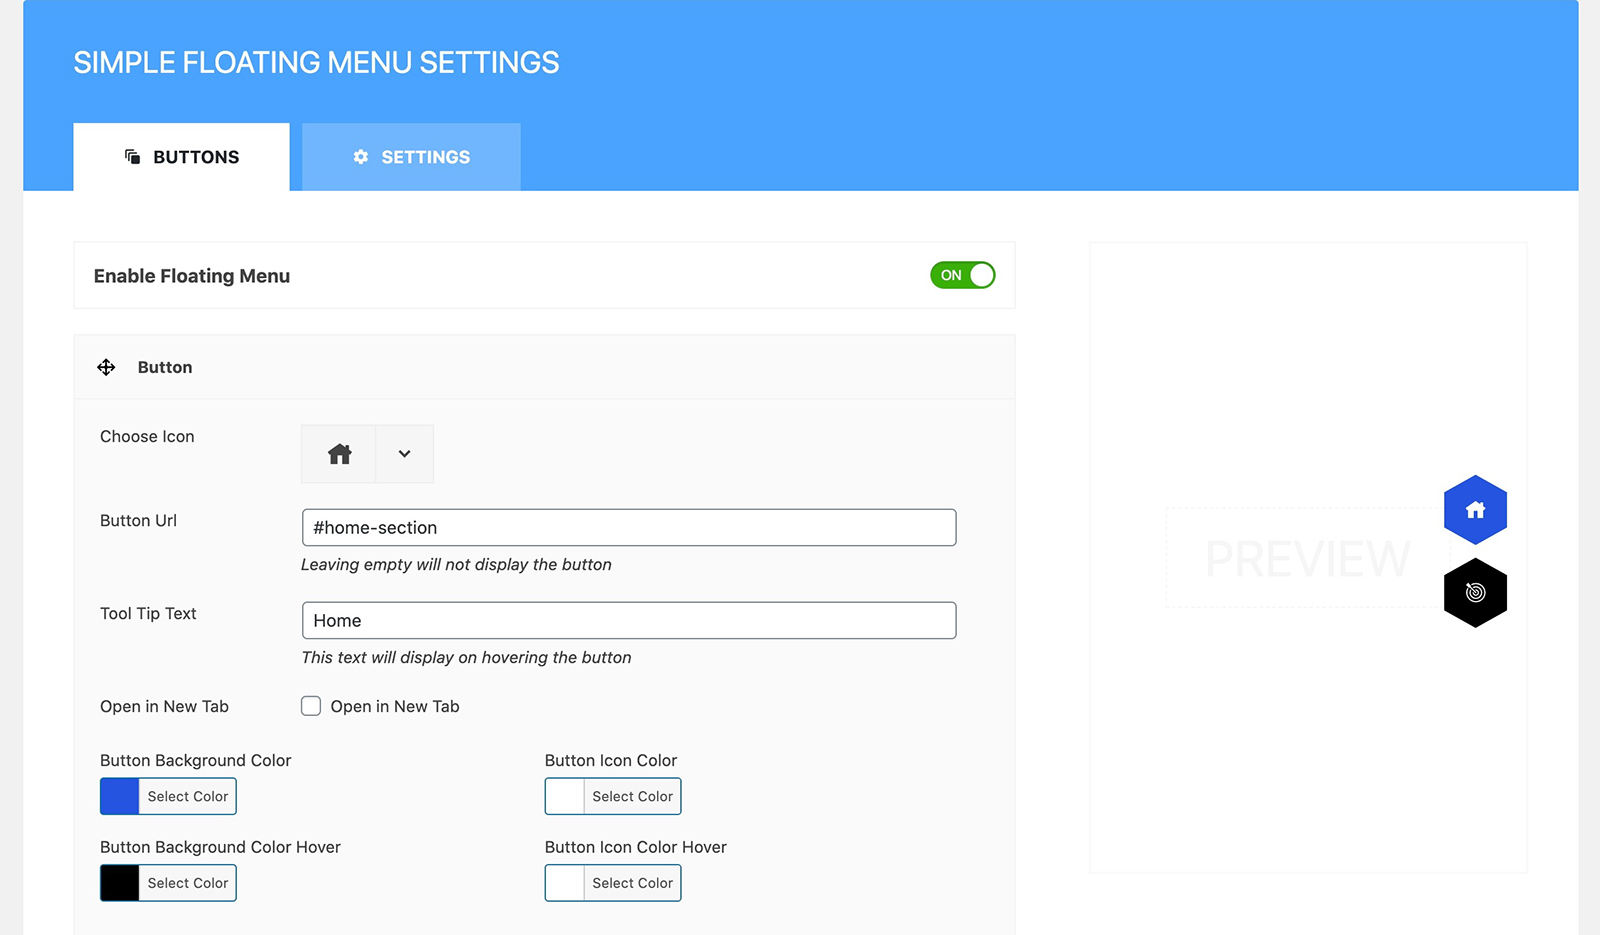 SIMPLE FLOATING MENU SETTINGS
BUTTONS
SETTINGS
Enable Floating Menu
ON
Button
Choose Icon
Button Url
#home-section
Leaving empty will not display the button
Tool Tip Text
Home
This text will display on hovering the button
Open in New Tab
Open in New Tab
Button Background Color
Select Color
Button Icon Color
Select Color
Button Background Color Hover
Select Color
Button Icon Color Hover
Select Color
PREVIEW